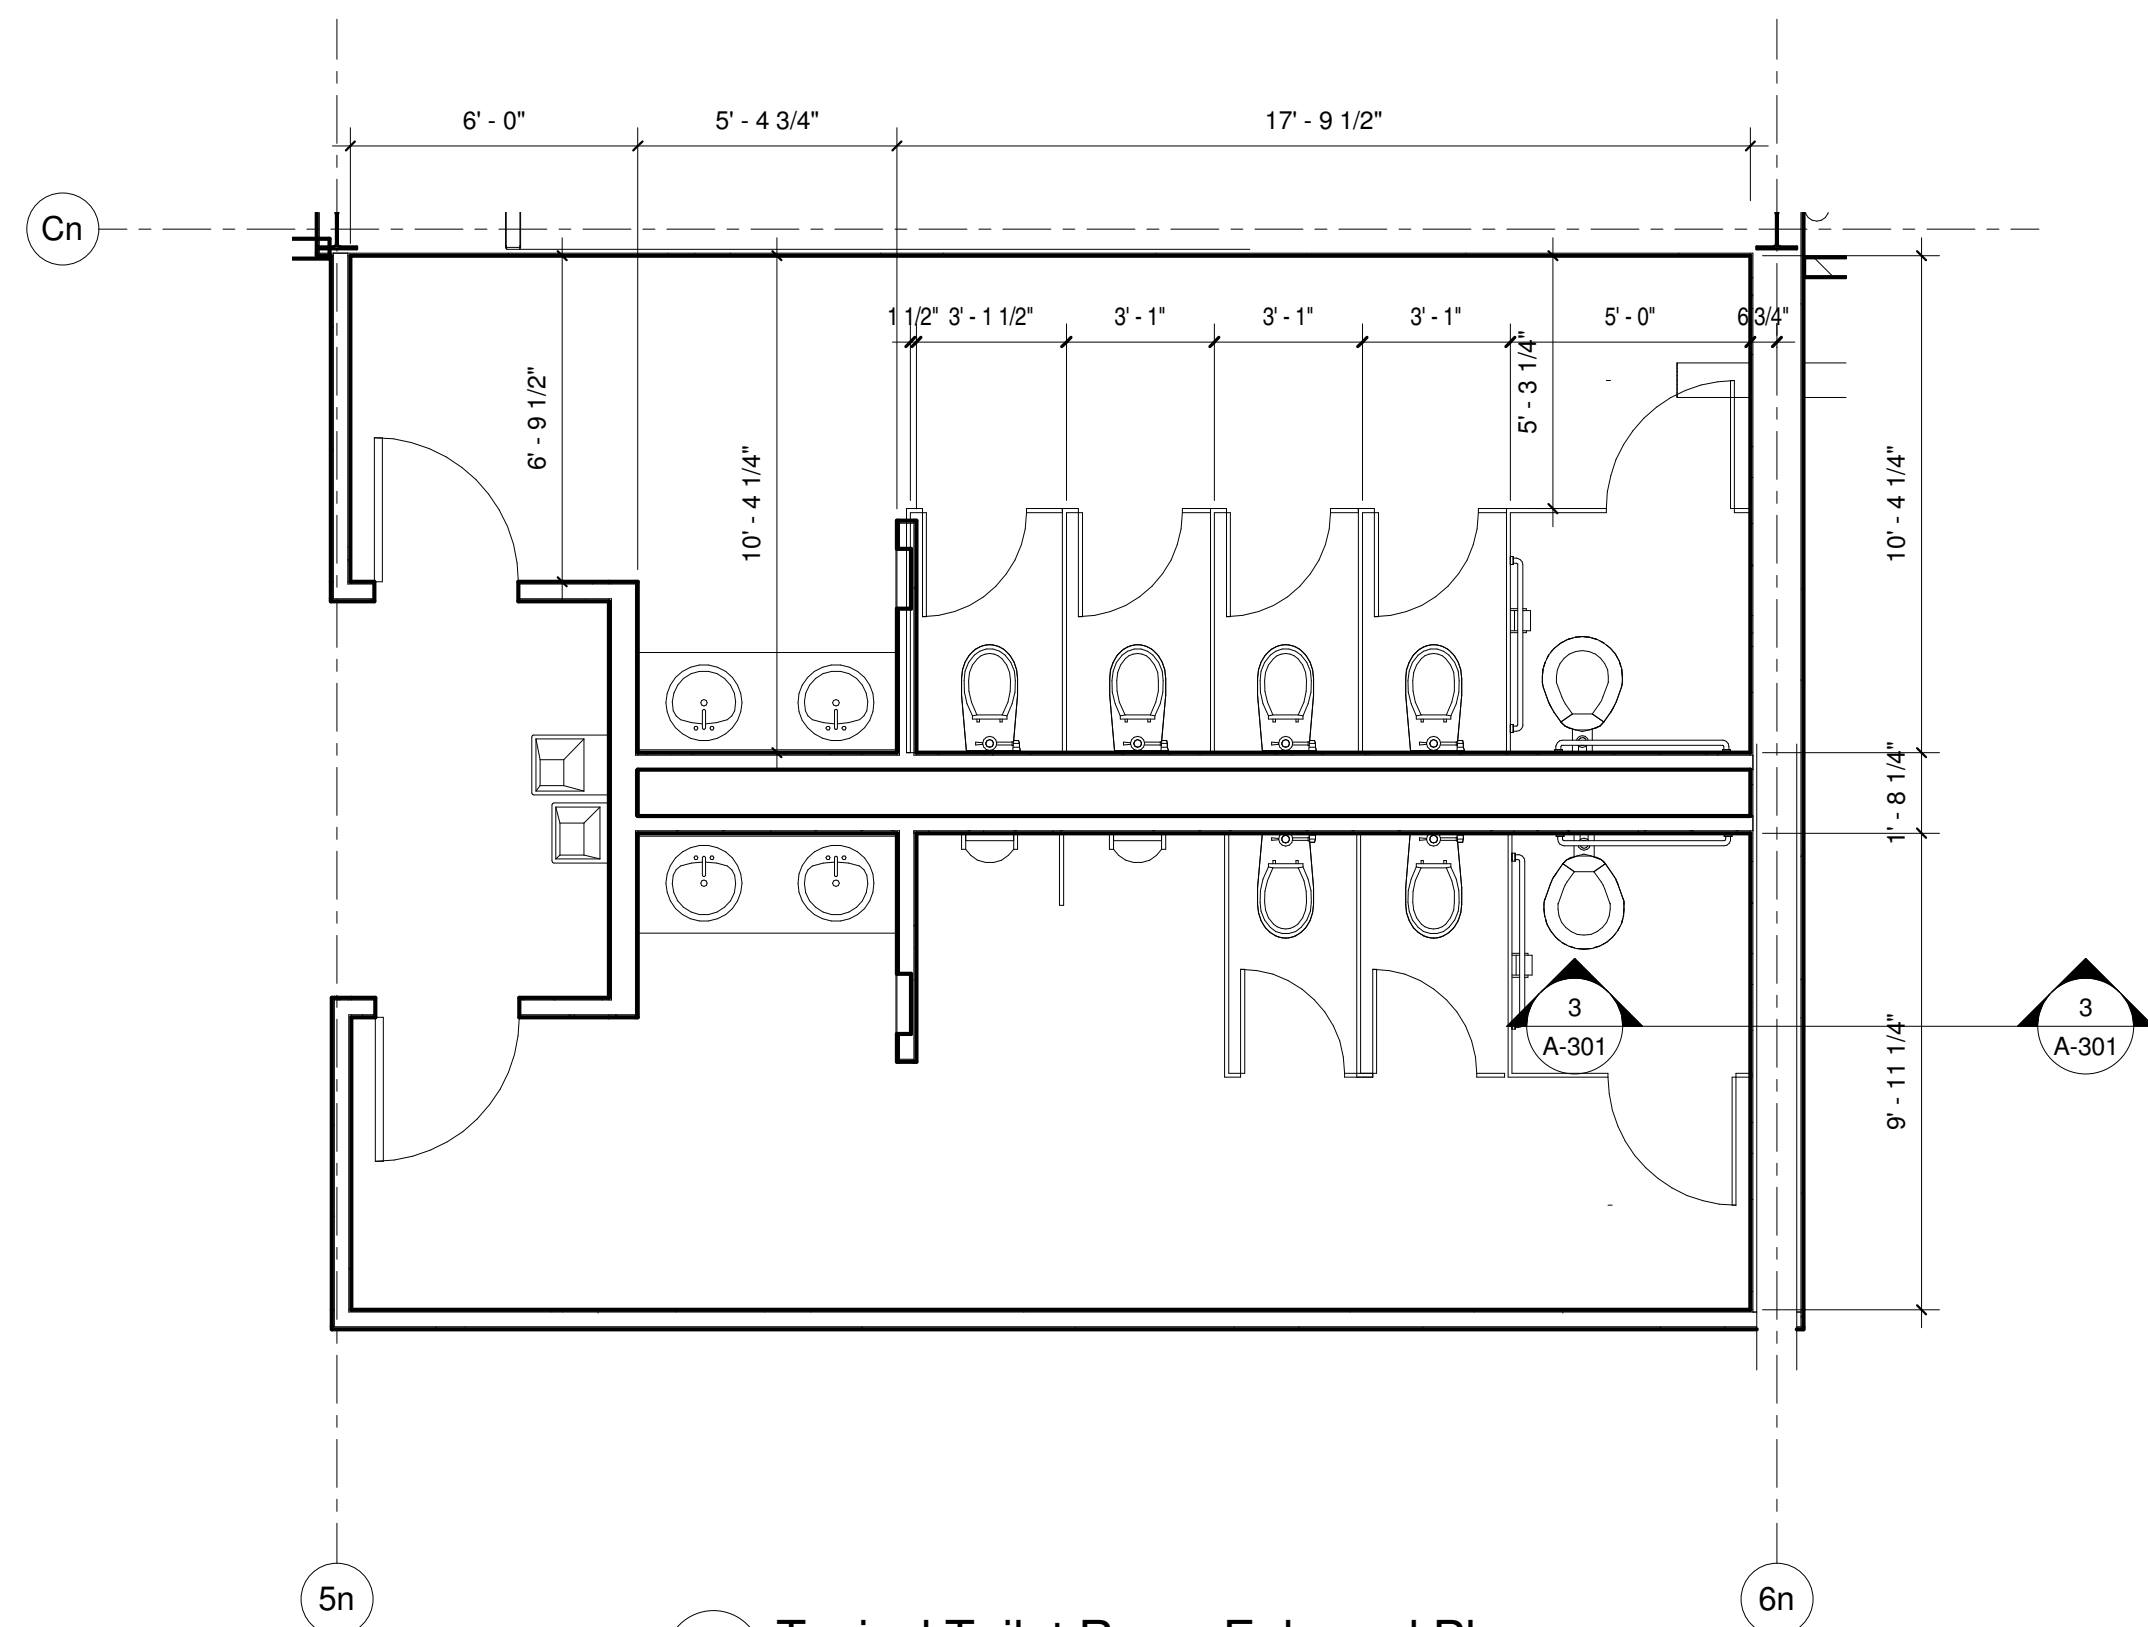 6' - 0" 5' - 4 3/4" 17' - 9 1/2"
Cn
1 1/2" 3' - 1 1/2" 3' - 1" 3' - 1" 3' - 1" 5' - 0" 6 3/4"
6' - 9 1/2"
10' - 4 1/4"
5' - 3 1/4"
10' - 4 1/4"
1' - 8 1/4"
9' - 11 1/4"
3
A-301
3
A-301
5n
6n